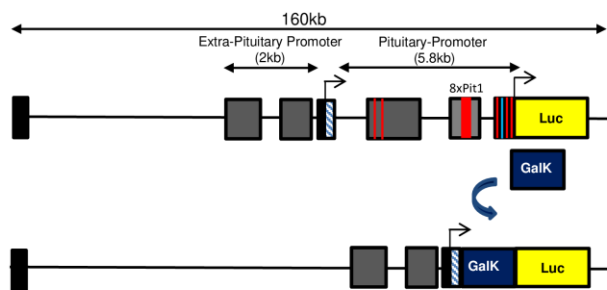 160kb
Extra-Pituitary Promoter
(2kb)
Pituitary-Promoter
(5.8kb)
8xPit1
Luc
GalK
GalK
Luc